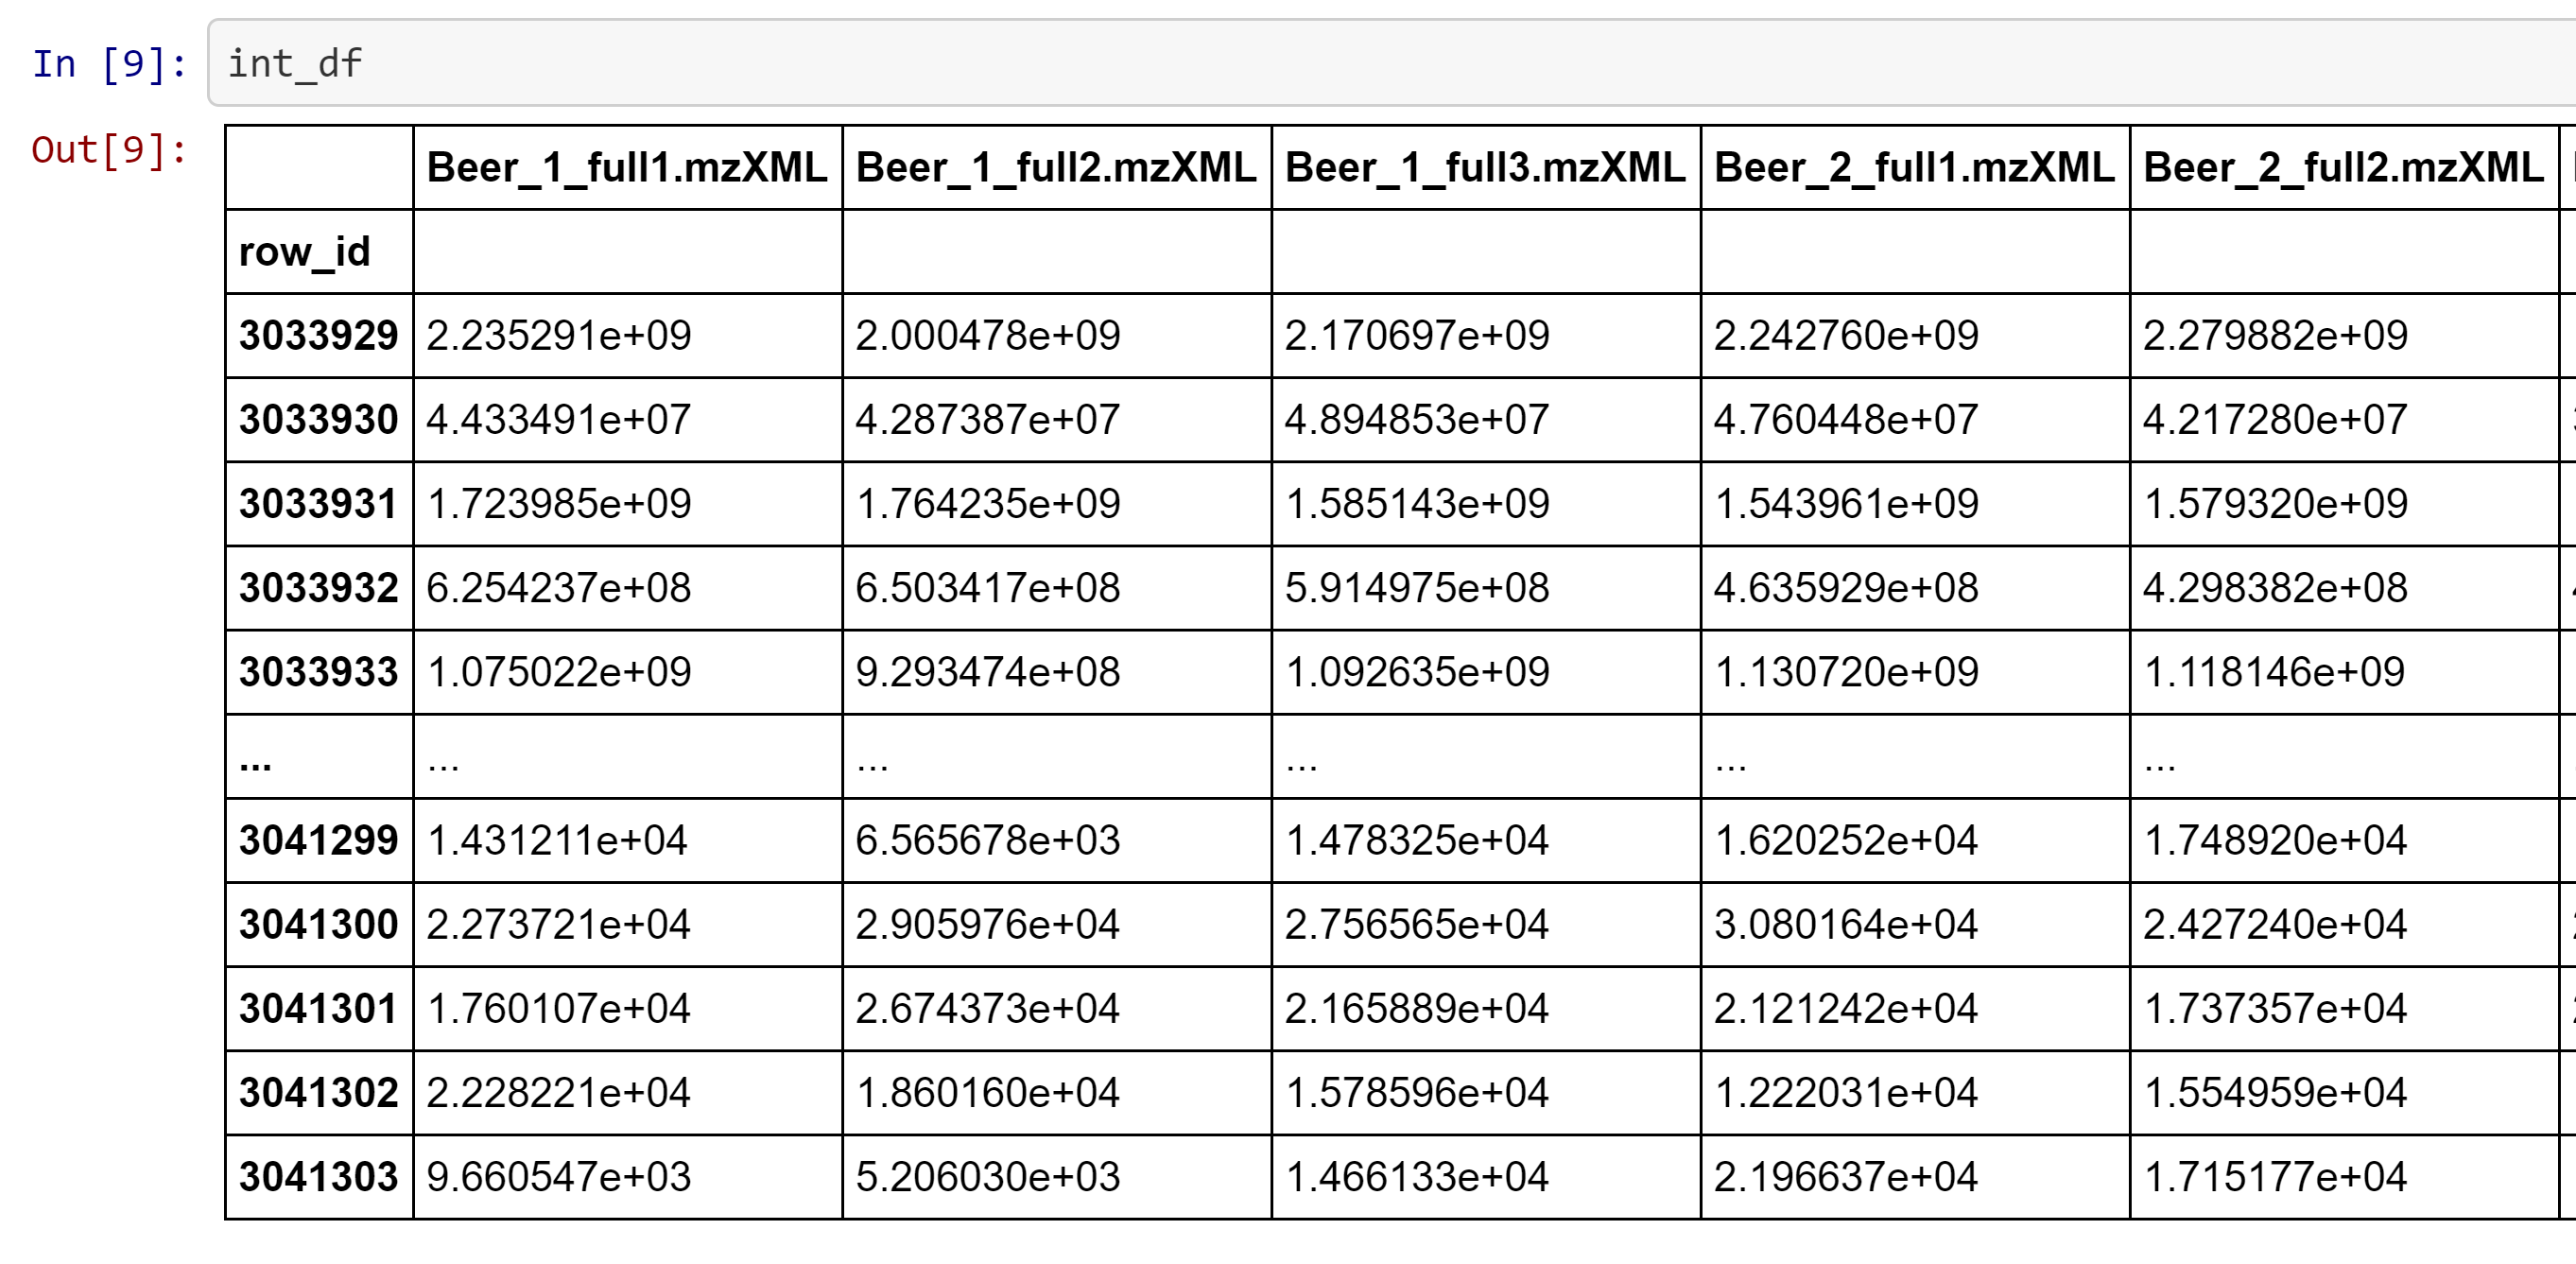 In [9]: int_df
Out[9]:
Beer_1_full1.mzXML Beer_1_full2.mzXML Beer_1_full3.mzXML Beer_2_full1.mzXML Beer_2_full2.mzXML
row_id
3033929 2.235291e+09 2.000478e+09 2.170697e+09 2.242760e+09 2.279882e+09
3033930 4.433491e+07 4.287387e+07 4.894853e+07 4.760448e+07 4.217280e+07
3033931 1.723985e+09 1.764235e+09 1.585143e+09 1.543961e+09 1.579320e+09
3033932 6.254237e+08 6.503417e+08 5.914975e+08 4.635929e+08 4.298382e+08
3033933 1.075022e+09 9.293474e+08 1.092635e+09 1.130720e+09 1.118146e+09
... ... ... ... ... ...
3041299 1.431211e+04 6.565678e+03 1.478325e+04 1.620252e+04 1.748920e+04
3041300 2.273721e+04 2.905976e+04 2.756565e+04 3.080164e+04 2.427240e+04
3041301 1.760107e+04 2.674373e+04 2.165889e+04 2.121242e+04 1.737357e+04
3041302 2.228221e+04 1.860160e+04 1.578596e+04 1.222031e+04 1.554959e+04
3041303 9.660547e+03 5.206030e+03 1.466133e+04 2.196637e+04 1.715177e+04